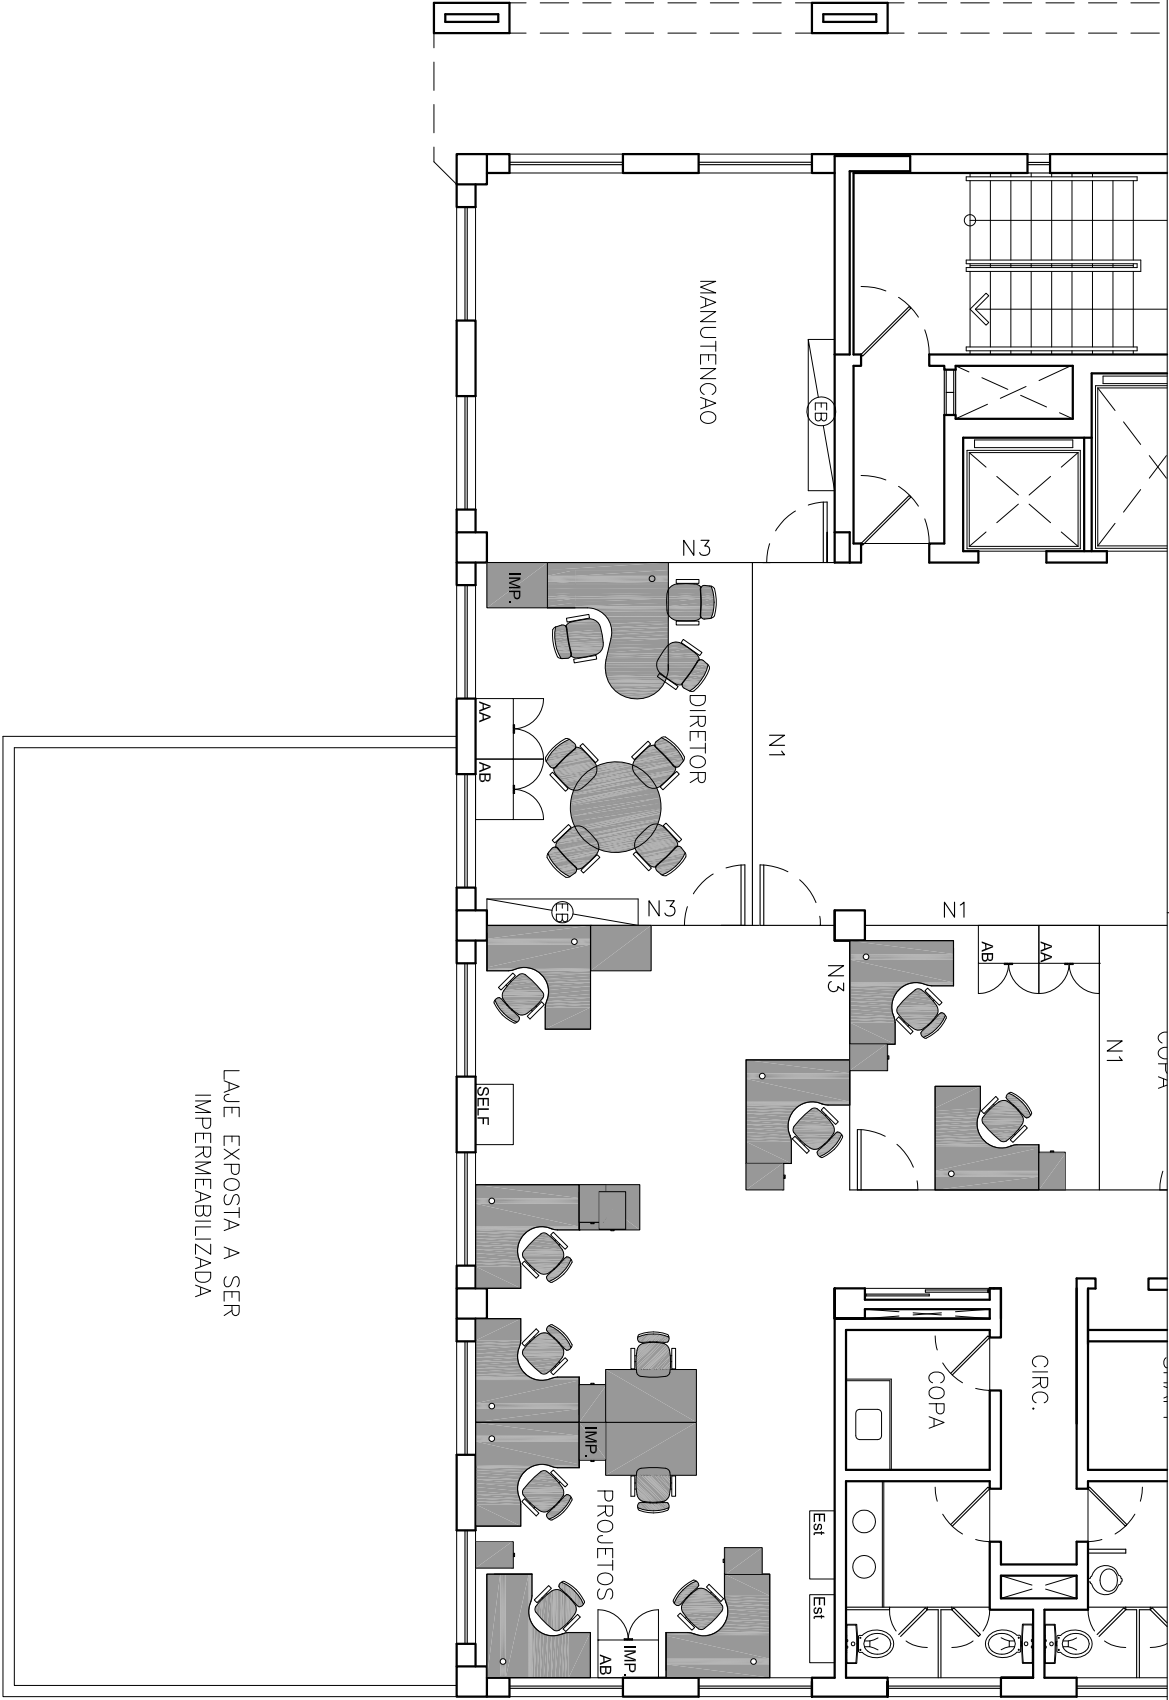 MANUTENCAO
EB
N3
IMP.
DIRETOR
N1
AA
AB
N3
EB
N1
AB
AA
N3
N1
COPA
SELF
LAJE EXPOSTA A SER
IMPERMEABILIZADA
CIRC.
COPA
IMP.
PROJETOS
Est
Est
IMP.
AB